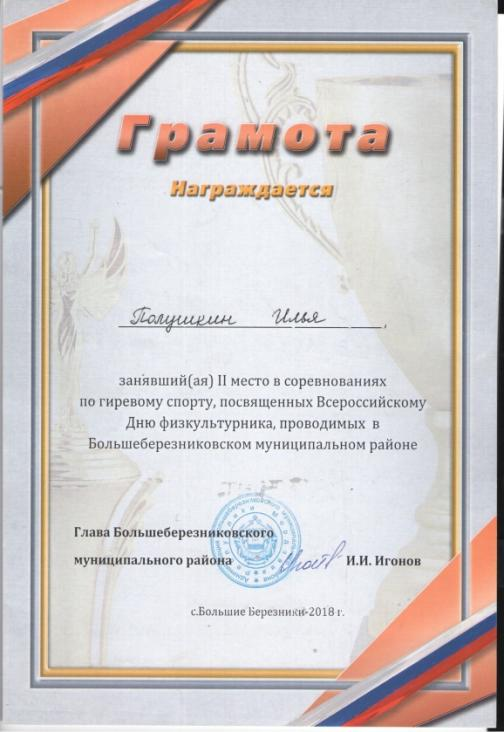 Грамота
Награждается
Полушкин Илья
занявший(ая) II место в соревнованиях
по гиревому спорту, посвященных Всероссийскому
Дню физкультурника, проводимых в
Большеберезниковском муниципальном районе
Глава Большеберезниковского
муниципального района И.И. Игонов
с.Большие Березники-2018 г.